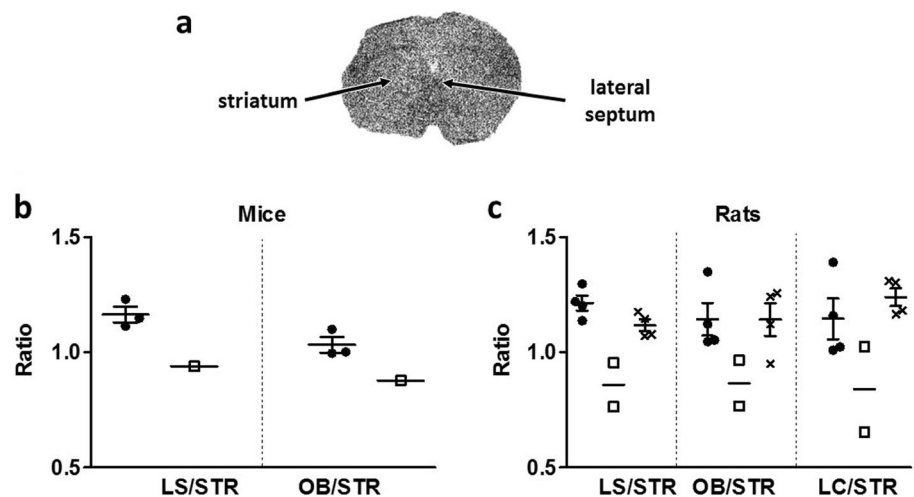 a
striatum
lateral
septum
b
Mice
1.5
1.0
0.5
Ratio
LS/STR
OB/STR
c
Rats
1.5
1.0
0.5
Ratio
LS/STR
OB/STR
LC/STR